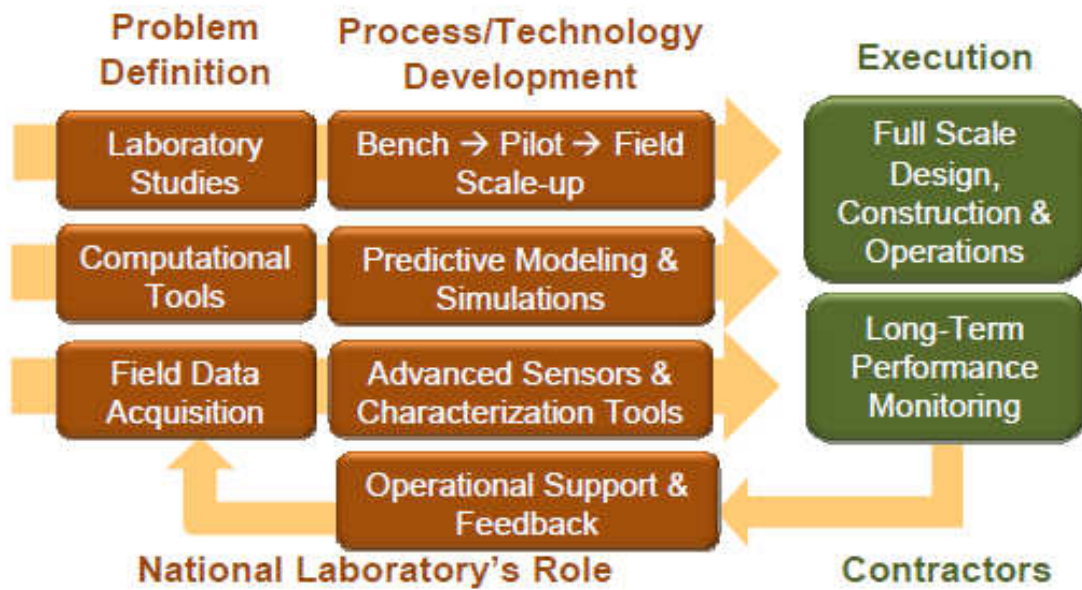 Problem
Definition
Process/Technology
Development
Execution
Laboratory
Studies
Bench → Pilot → Field
Scale-up
Full Scale
Design,
Construction &
Operations
Computational
Tools
Predictive Modeling &
Simulations
Field Data
Acquisition
Advanced Sensors &
Characterization Tools
Long-Term
Performance
Monitoring
Operational Support &
Feedback
National Laboratory's Role
Contractors